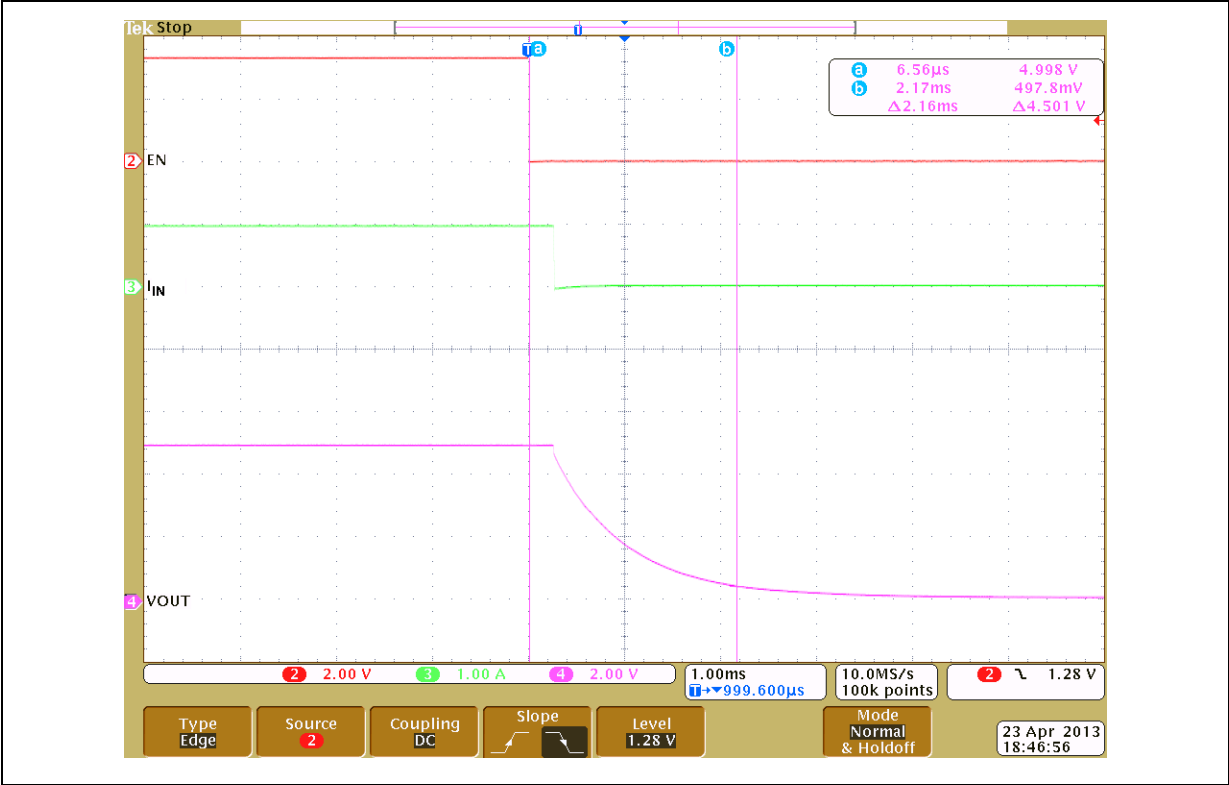 Tek Stop
T
T a b
a 6.56µs 4.998 V
b 2.17ms 497.8mV
Δ2.16ms Δ4.501 V
2 EN
3 IIN
4 VOUT
2 2.00 V 3 1.00 A 4 2.00 V
1.00ms
T→▼999.600µs
10.0MS/s
100k points
2 1.28 V
Type
Edge
Source
2
Coupling
DC
Slope
Level
1.28 V
Mode
Normal
& Holdoff
23 Apr 2013
18:46:56